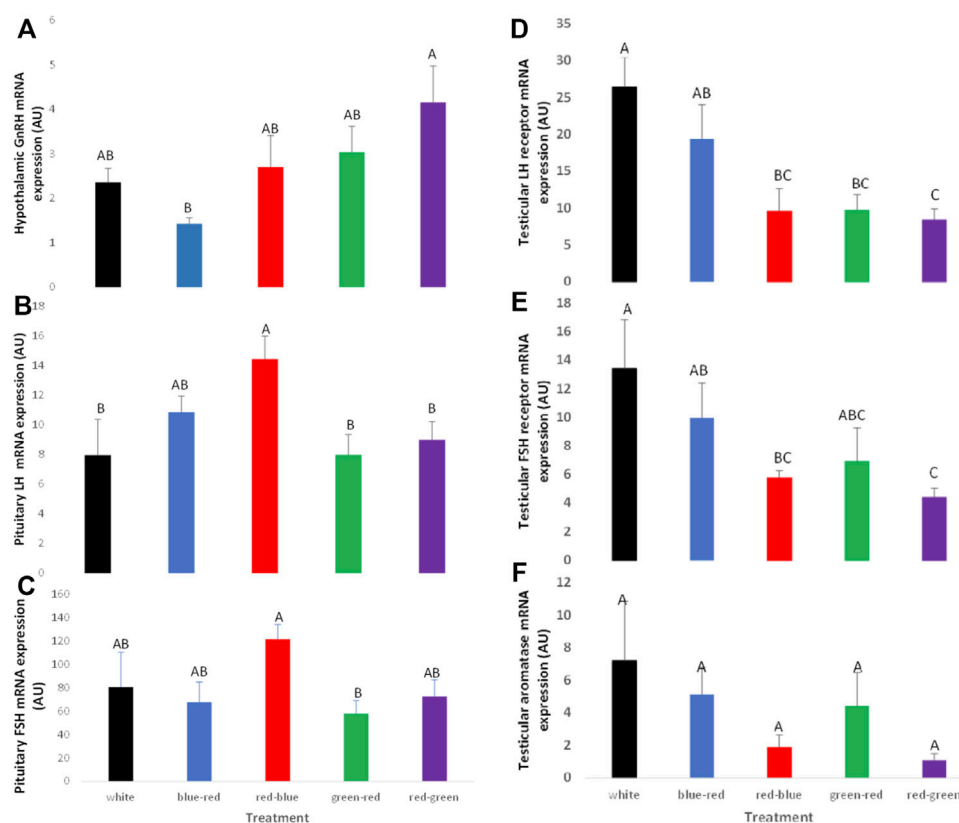 A
Hypothalamic GnRH mRNA
expression (AU)
6
5
4
3
2
1
0
AB
B
AB
AB
A
B
Pituitary LH mRNA expression (AU)
18
16
14
12
10
8
6
4
2
0
B
AB
A
B
B
C
Pituitary FSH mRNA expression
(AU)
160
140
120
100
80
60
40
20
0
AB
AB
A
B
AB
white blue-red red-blue green-red red-green
Treatment
D
Testicular LH receptor mRNA
expression (AU)
35
30
25
20
15
10
5
0
A
AB
BC
BC
C
E
Testicular FSH receptor mRNA
expression (AU)
18
16
14
12
10
8
6
4
2
0
A
AB
BC
ABC
C
F
Testicular aromatase mRNA
expression (AU)
12
10
8
6
4
2
0
A
A
A
A
A
white blue-red red-blue green-red red-green
Treatment